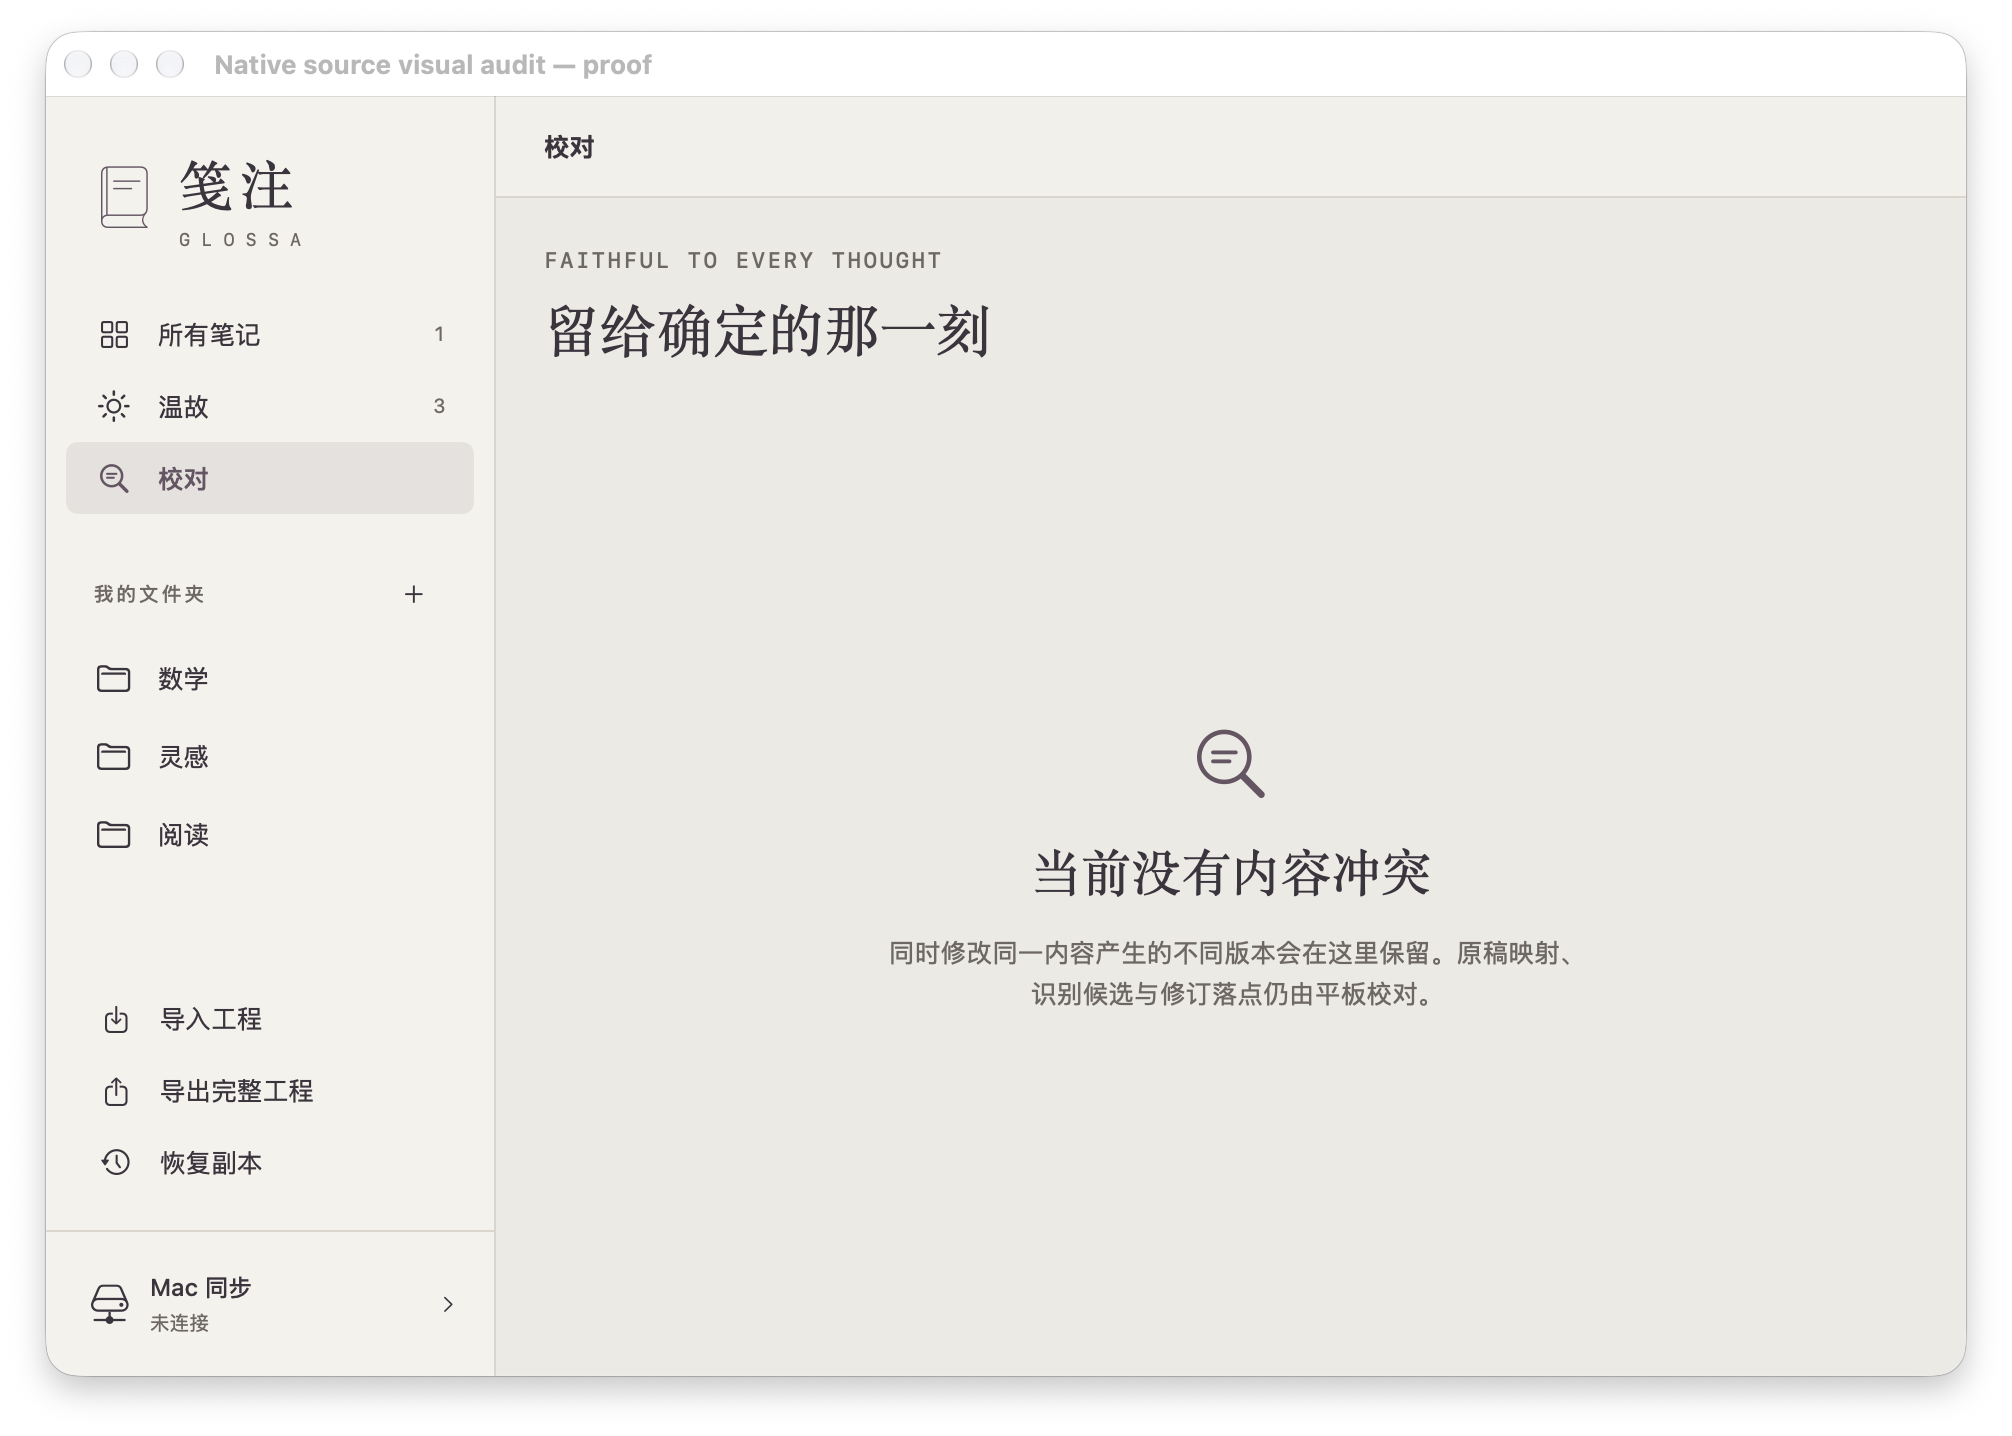 Native source visual audit — proof
笺注
GLOSSA
所有笔记 1
温故 3
校对
我的文件夹 +
数学
灵感
阅读
导入工程
导出完整工程
恢复副本
Mac 同步
未连接
校对
FAITHFUL TO EVERY THOUGHT
留给确定的那一刻
当前没有内容冲突
同时修改同一内容产生的不同版本会在这里保留。原稿映射、
识别候选与修订落点仍由平板校对。